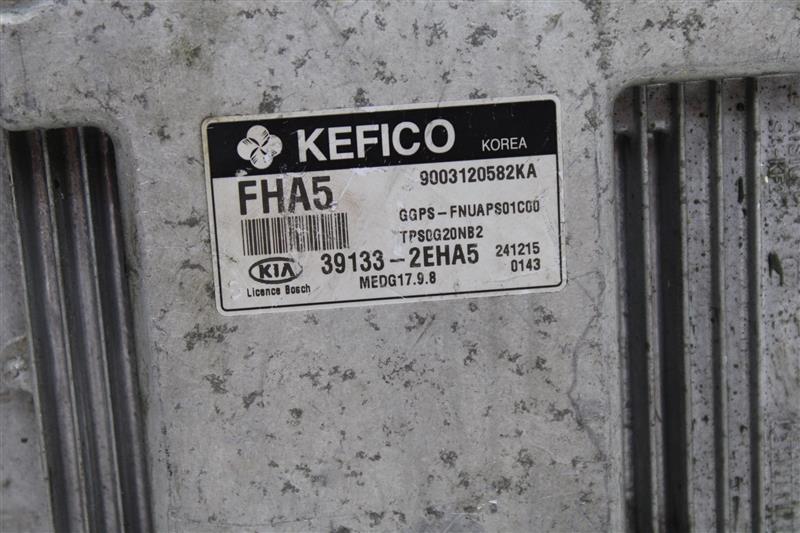 KEFICO KOREA
FHA5 9003120582KA
GGPS-FNUAPS01C00
TPS0G20NB2
KIA 39133-2EHA5 241215
Licence Bosch MEDG17.9.8 0143